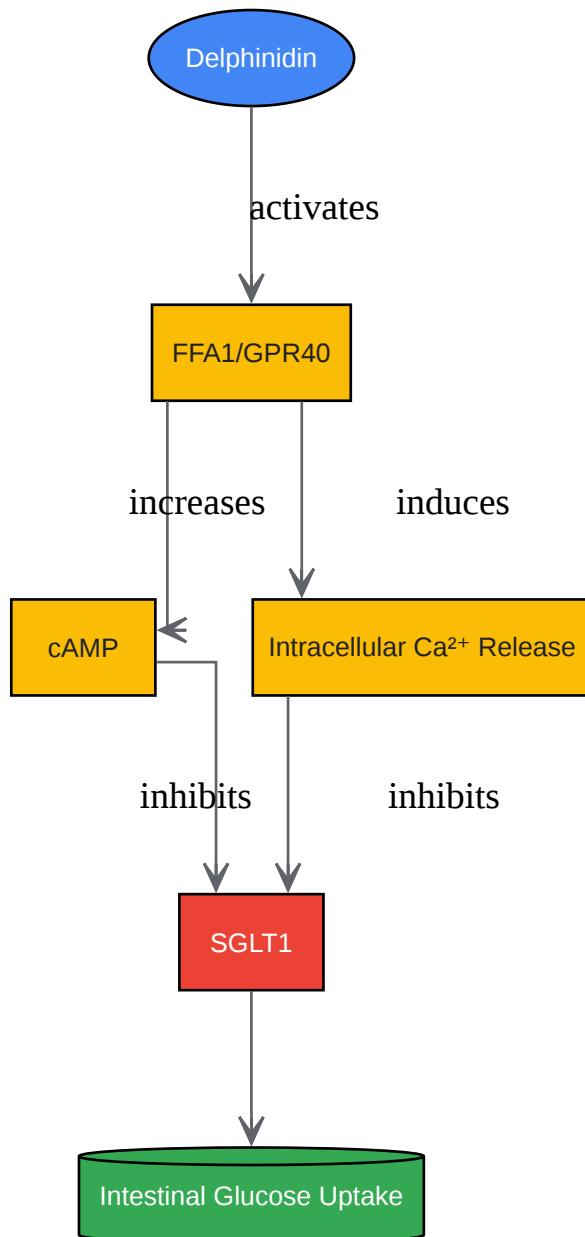 Delphinidin
activates
FFA1/GPR40
increases
induces
cAMP
Intracellular Ca²⁺ Release
inhibits
inhibits
SGLT1
Intestinal Glucose Uptake